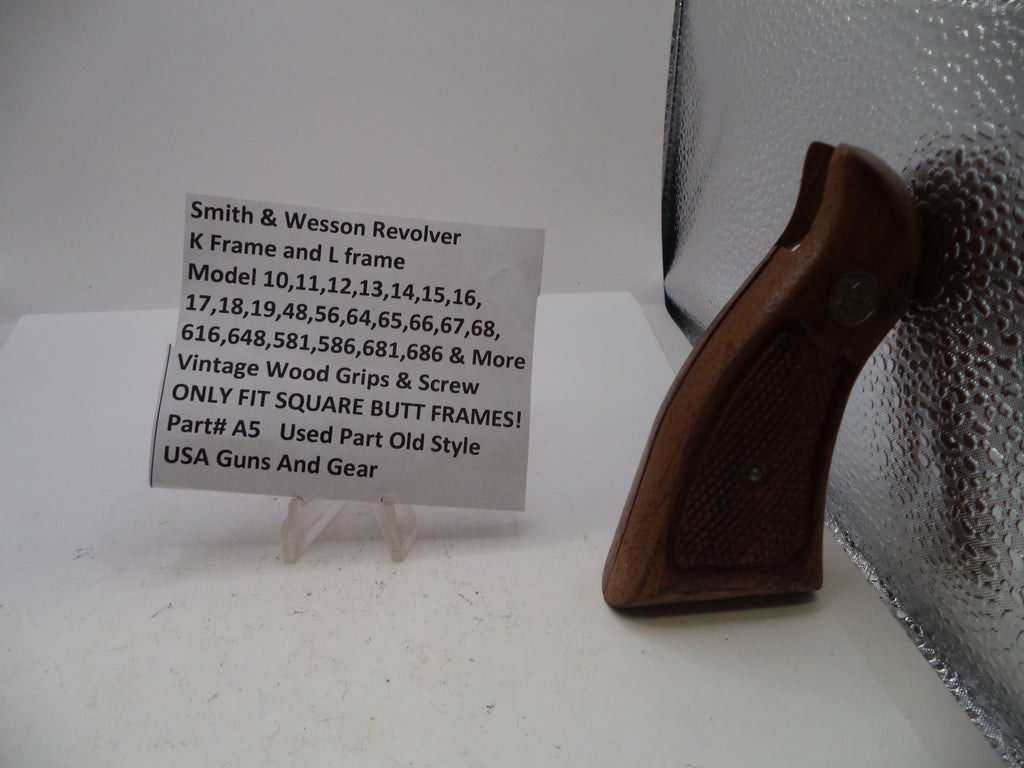 Smith & Wesson Revolver
K Frame and L frame
Model 10,11,12,13,14,15,16,
17,18,19,48,56,64,65,66,67,68,
616,648,581,586,681,686 & More
Vintage Wood Grips & Screw
ONLY FIT SQUARE BUTT FRAMES!
Part# A5 Used Part Old Style
USA Guns And Gear